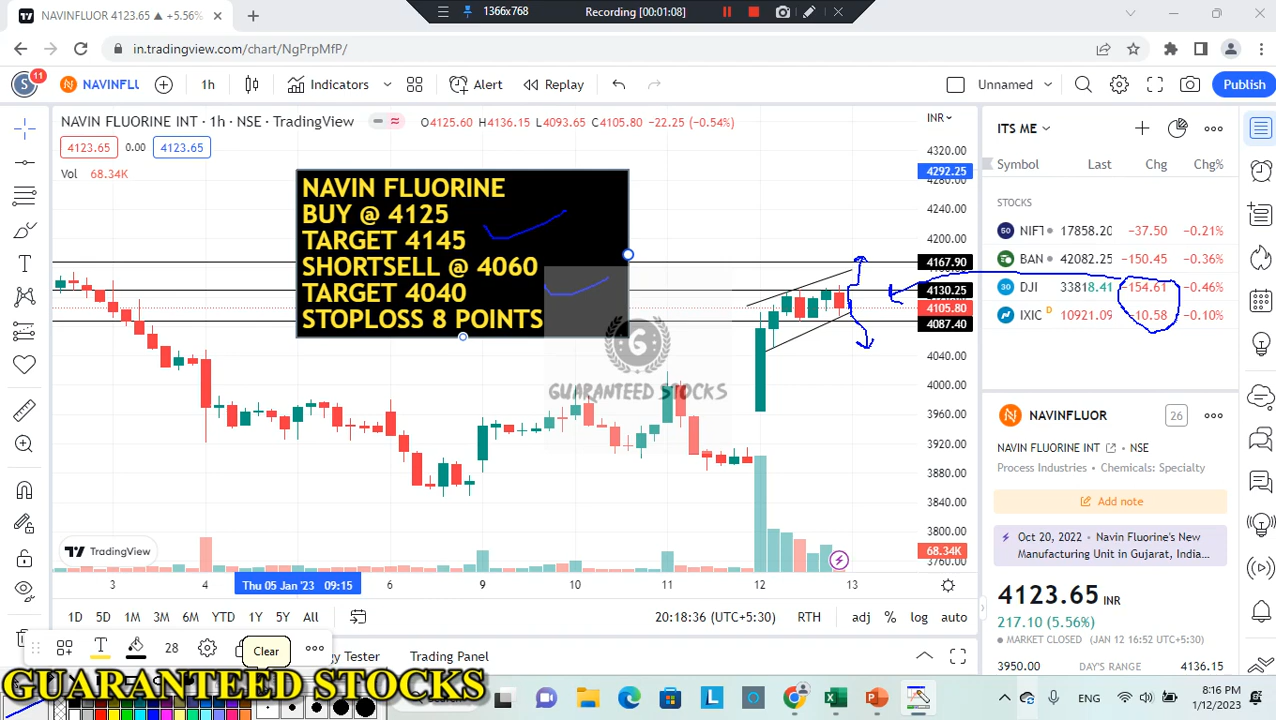 NAVINFLUOR 4123.65 ▲ +5.56%
1366x768
Recording [00:01:08]
in.tradingview.com/chart/NgPrpMfP/
S
11
NAVINFLU
1h
Indicators
Alert
Replay
Unnamed
Publish
NAVIN FLUORINE INT · 1h · NSE · TradingView
O4125.60 H4136.15 L4093.65 C4105.80 -22.25 (-0.54%)
INR
4123.65 0.00 4123.65
Vol 68.34K
NAVIN FLUORINE
BUY @ 4125
TARGET 4145
SHORTSELL @ 4060
TARGET 4040
STOPLOSS 8 POINTS
6
GUARANTEED STOCKS
4320.00
4292.25
4280.00
4240.00
4200.00
4167.90
4130.25
4105.80
4087.40
4040.00
4000.00
3960.00
3920.00
3880.00
3840.00
3800.00
68.34K
3760.00
TradingView
3 4 Thu 05 Jan '23 09:15 6 9 10 11 12 13
1D 5D 1M 3M 6M YTD 1Y 5Y All
20:18:36 (UTC+5:30) RTH adj % log auto
28
Clear
gy Tester
Trading Panel
ITS ME
Symbol Last Chg Chg%
STOCKS
50 NIFT 17858.20 -37.50 -0.21%
BAN 42082.25 -150.45 -0.36%
30 DJI 33818.41 -154.61 -0.46%
IXIC D 10921.09 -10.58 -0.10%
NAVINFLUOR
26
NAVIN FLUORINE INT · NSE
Process Industries · Chemicals: Specialty
Add note
Oct 20, 2022 • Navin Fluorine's New
Manufacturing Unit in Gujarat, India...
4123.65 INR
217.10 (5.56%)
MARKET CLOSED (JAN 12 16:52 UTC+5:30)
3950.00 DAY'S RANGE 4136.15
GUARANTEED STOCKS
ENG
8:16 PM
1/12/2023